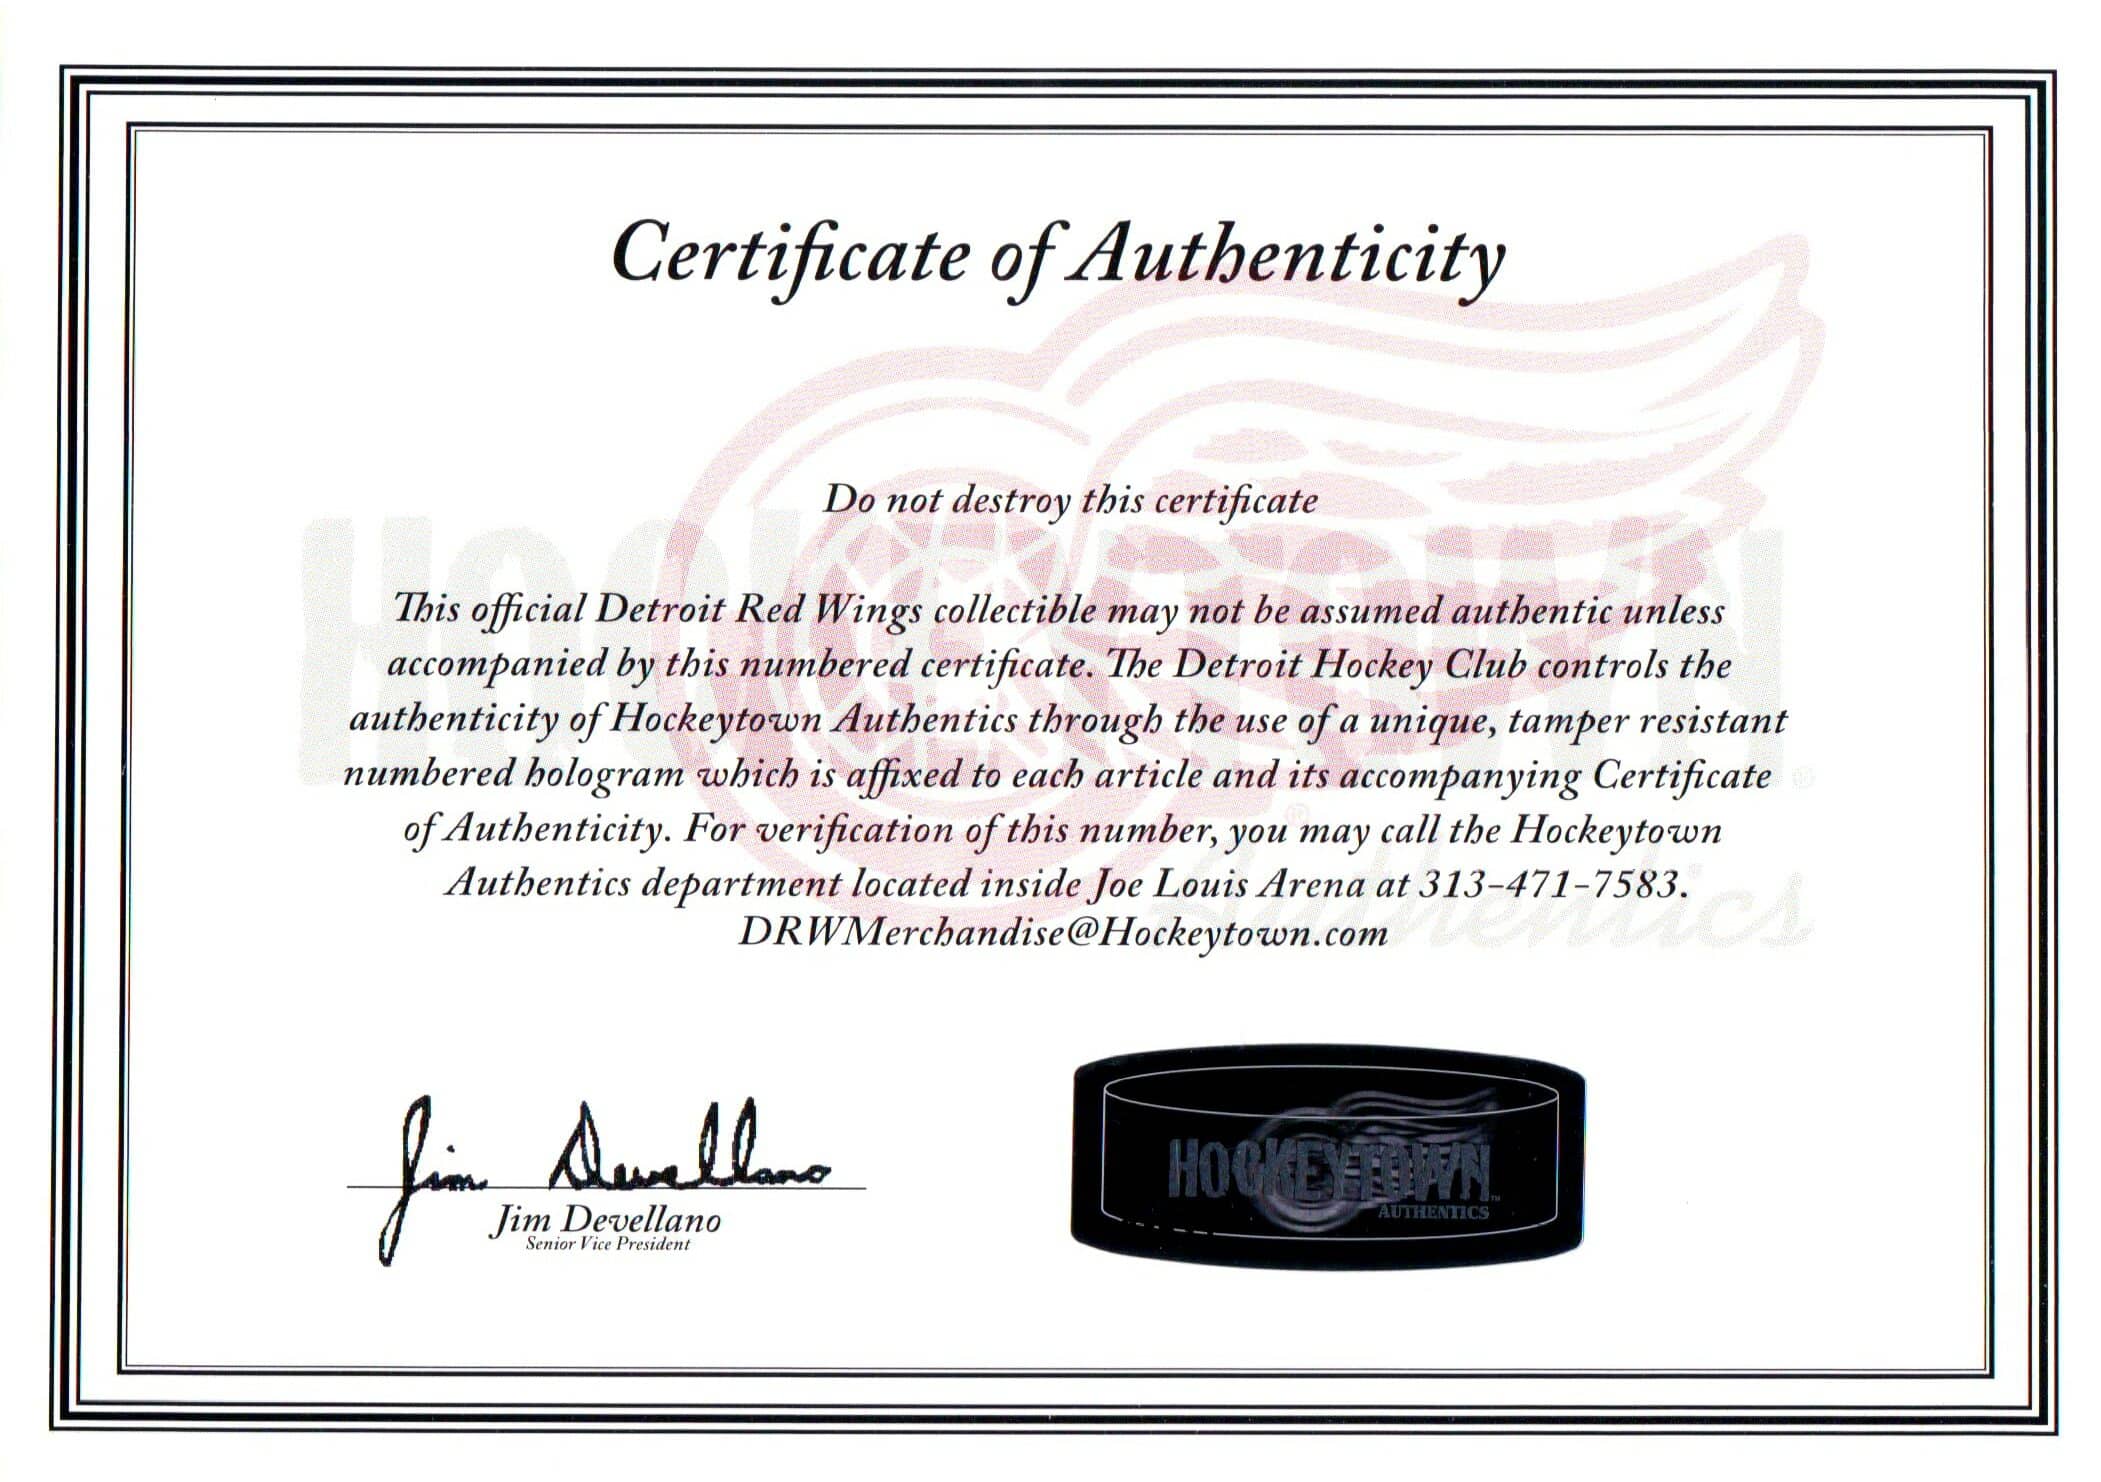 Certificate of Authenticity
Do not destroy this certificate
This official Detroit Red Wings collectible may not be assumed authentic unless
accompanied by this numbered certificate. The Detroit Hockey Club controls the
authenticity of Hockeytown Authentics through the use of a unique, tamper resistant
numbered hologram which is affixed to each article and its accompanying Certificate
of Authenticity. For verification of this number, you may call the Hockeytown
Authentics department located inside Joe Louis Arena at 313-471-7583.
DRWMerchandise@Hockeytown.com
HOCKEYTOWN ®
® Authentics
Jim Devellano
Jim Devellano
Senior Vice President
HOCKEYTOWN ™
AUTHENTICS